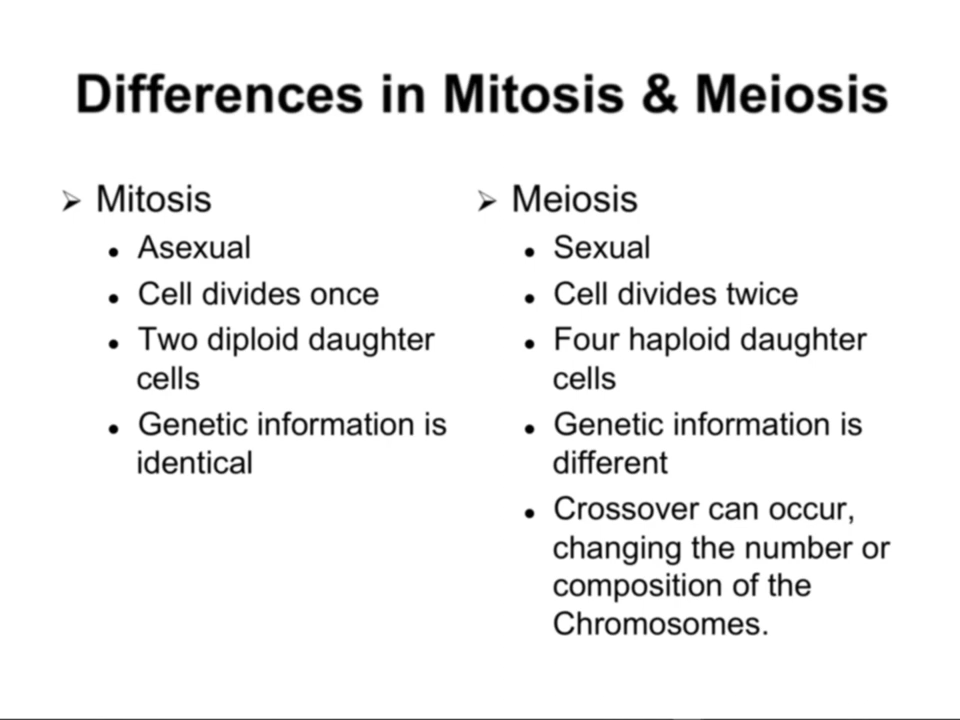 Differences in Mitosis & Meiosis
Mitosis
Asexual
Cell divides once
Two diploid daughter
cells
Genetic information is
identical
Meiosis
Sexual
Cell divides twice
Four haploid daughter
cells
Genetic information is
different
Crossover can occur,
changing the number or
composition of the
Chromosomes.